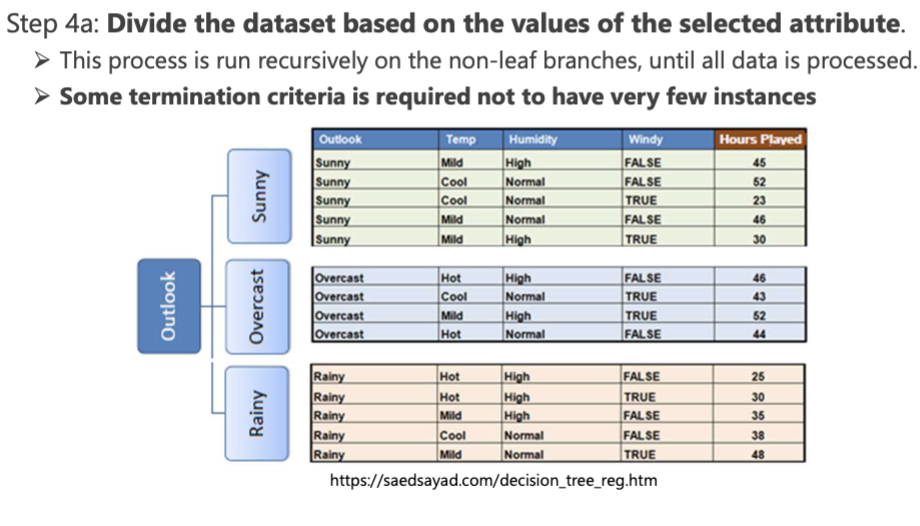 Step 4a: Divide the dataset based on the values of the selected attribute.
➤ This process is run recursively on the non-leaf branches, until all data is processed.
➤ Some termination criteria is required not to have very few instances
Outlook
Sunny
Overcast
Rainy
Outlook Temp Humidity Windy Hours Played
Sunny Mild High FALSE 45
Sunny Cool Normal FALSE 52
Sunny Cool Normal TRUE 23
Sunny Mild Normal FALSE 46
Sunny Mild High TRUE 30
Overcast Hot High FALSE 46
Overcast Cool Normal TRUE 43
Overcast Mild High TRUE 52
Overcast Hot Normal FALSE 44
Rainy Hot High FALSE 25
Rainy Hot High TRUE 30
Rainy Mild High FALSE 35
Rainy Cool Normal FALSE 38
Rainy Mild Normal TRUE 48
https://saedsayad.com/decision_tree_reg.htm